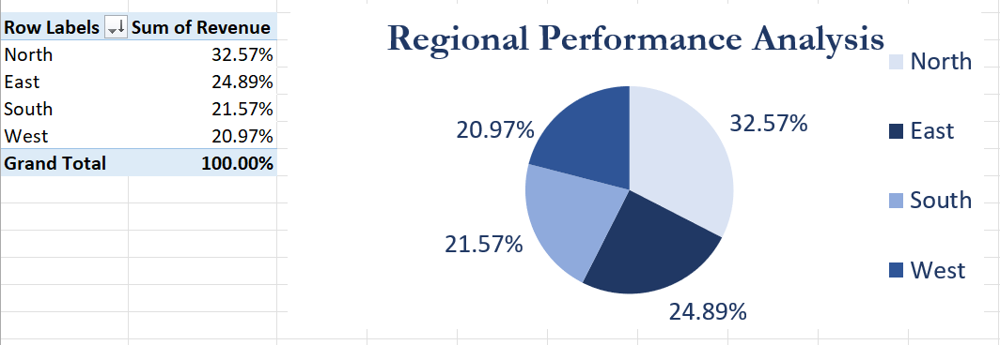 Row Labels Sum of Revenue
North 32.57%
East 24.89%
South 21.57%
West 20.97%
Grand Total 100.00%
Regional Performance Analysis
North
East
South
West
32.57%
24.89%
21.57%
20.97%